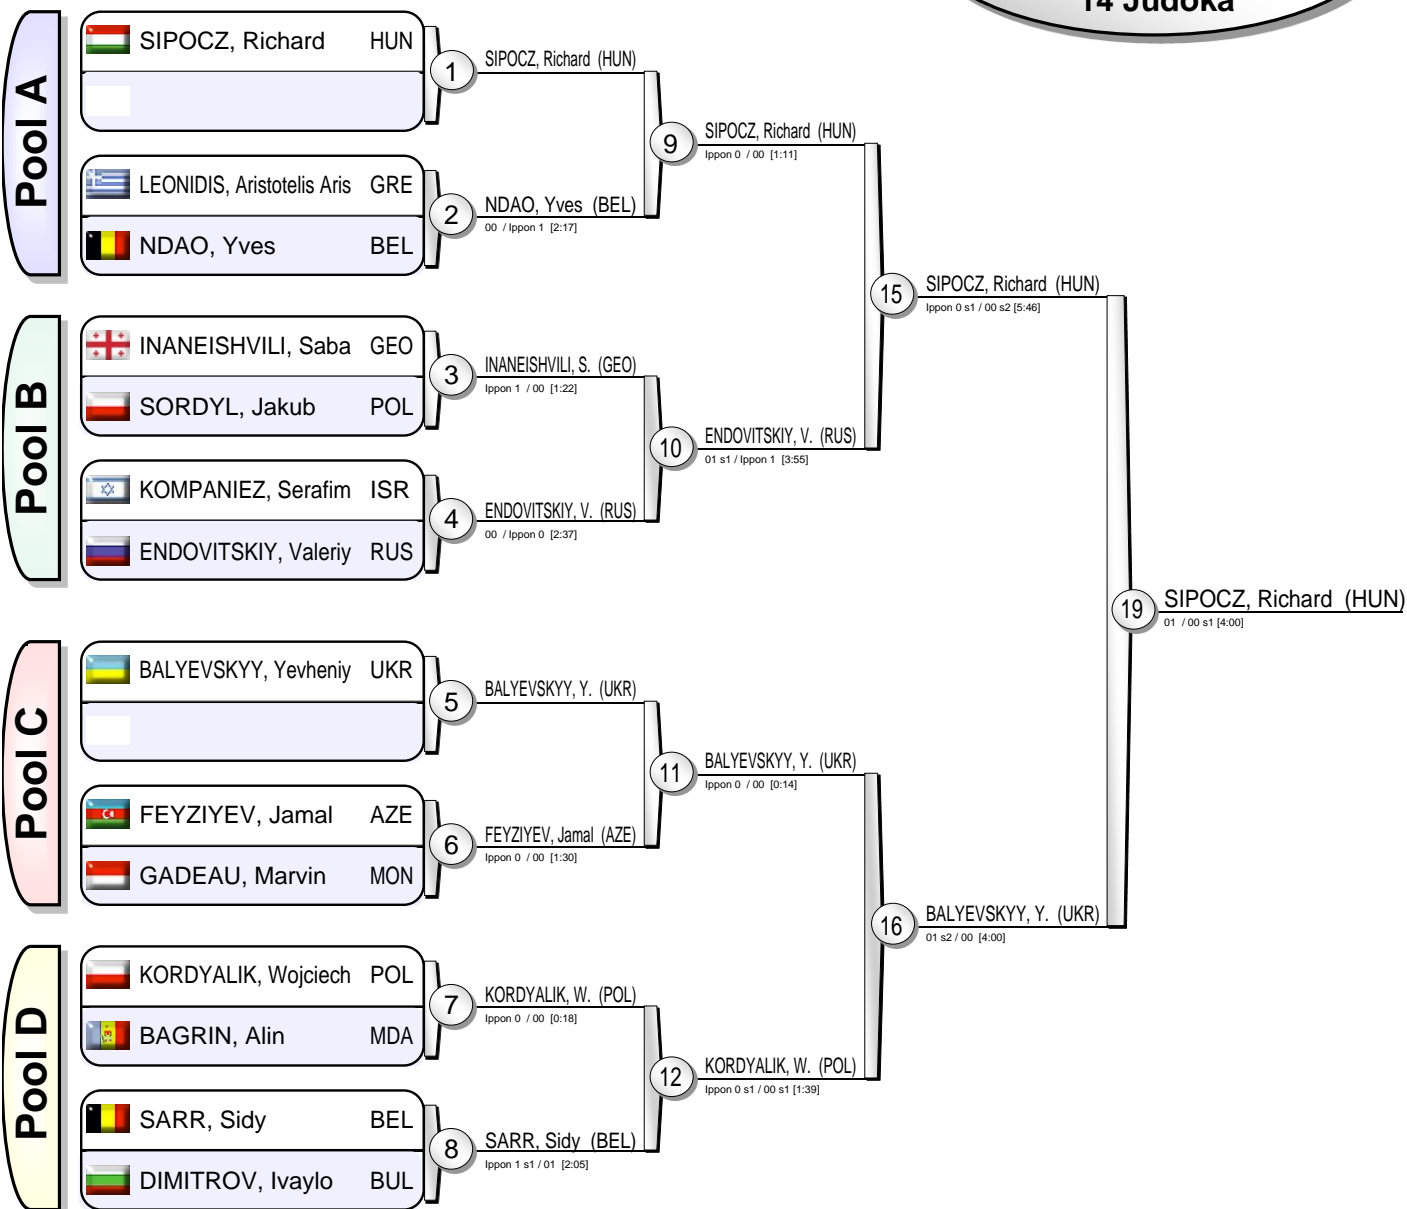 14 Judoka
Pool A
SIPOCZ, Richard HUN
LEONIDIS, Aristotelis Aris GRE
NDAO, Yves BEL
Pool B
INANEISHVILI, Saba GEO
SORDYL, Jakub POL
KOMPANIEZ, Serafim ISR
ENDOVITSKIY, Valeriy RUS
Pool C
BALYEVSKYY, Yevheniy UKR
FEYZIYEV, Jamal AZE
GADEAU, Marvin MON
Pool D
KORDYALIK, Wojciech POL
BAGRIN, Alin MDA
SARR, Sidy BEL
DIMITROV, Ivaylo BUL
1
SIPOCZ, Richard (HUN)
2
NDAO, Yves (BEL)
00 / Ippon 1 [2:17]
3
INANEISHVILI, S. (GEO)
Ippon 1 / 00 [1:22]
4
ENDOVITSKIY, V. (RUS)
00 / Ippon 0 [2:37]
5
BALYEVSKYY, Y. (UKR)
6
FEYZIYEV, Jamal (AZE)
Ippon 0 / 00 [1:30]
7
KORDYALIK, W. (POL)
Ippon 0 / 00 [0:18]
8
SARR, Sidy (BEL)
Ippon 1 s1 / 01 [2:05]
9
SIPOCZ, Richard (HUN)
Ippon 0 / 00 [1:11]
10
ENDOVITSKIY, V. (RUS)
01 s1 / Ippon 1 [3:55]
11
BALYEVSKYY, Y. (UKR)
Ippon 0 / 00 [0:14]
12
KORDYALIK, W. (POL)
Ippon 0 s1 / 00 s1 [1:39]
15
SIPOCZ, Richard (HUN)
Ippon 0 s1 / 00 s2 [5:46]
16
BALYEVSKYY, Y. (UKR)
01 s2 / 00 [4:00]
19
SIPOCZ, Richard (HUN)
01 / 00 s1 [4:00]